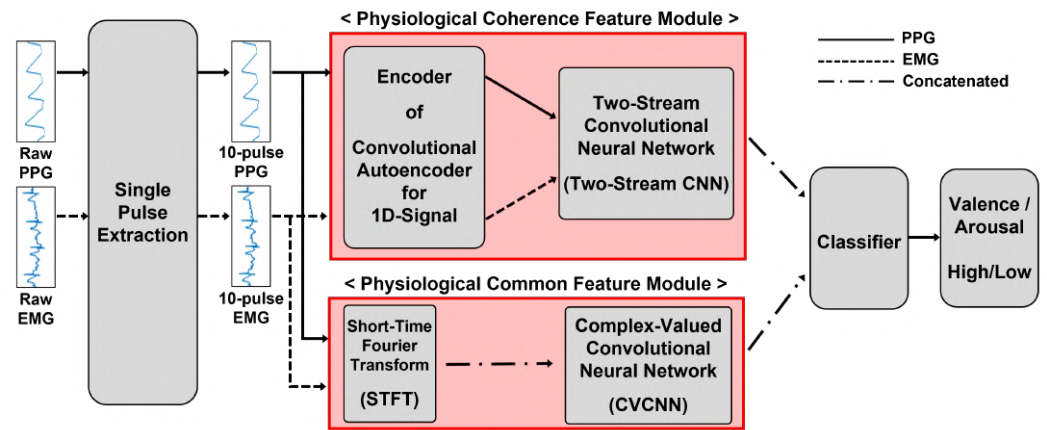 < Physiological Coherence Feature Module >
PPG
EMG
Concatenated
Raw
PPG
Raw
EMG
Single
Pulse
Extraction
10-pulse
PPG
10-pulse
EMG
Encoder
of
Convolutional
Autoencoder
for
1D-Signal
Two-Stream
Convolutional
Neural Network
(Two-Stream CNN)
< Physiological Common Feature Module >
Short-Time
Fourier
Transform
(STFT)
Complex-Valued
Convolutional
Neural Network
(CVCNN)
Classifier
Valence /
Arousal
High/Low